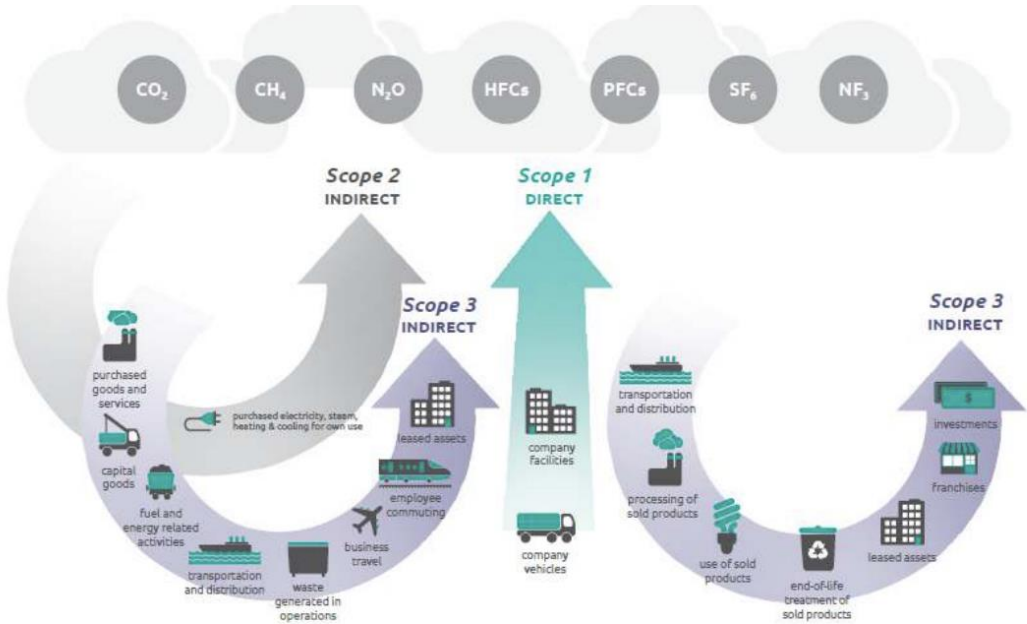 CO2
CH4
N2O
HFCs
PFCs
SF6
NF3
Scope 2
INDIRECT
Scope 1
DIRECT
Scope 3
INDIRECT
Scope 3
INDIRECT
purchased
goods and
services
capital
goods
fuel and
energy related
activities
transportation
and distribution
waste
generated in
operations
business
travel
employee
commuting
leased assets
purchased electricity, steam,
heating & cooling for own use
company
facilities
company
vehicles
transportation
and distribution
processing of
sold products
use of sold
products
end-of-life
treatment of
sold products
leased assets
franchises
investments
$